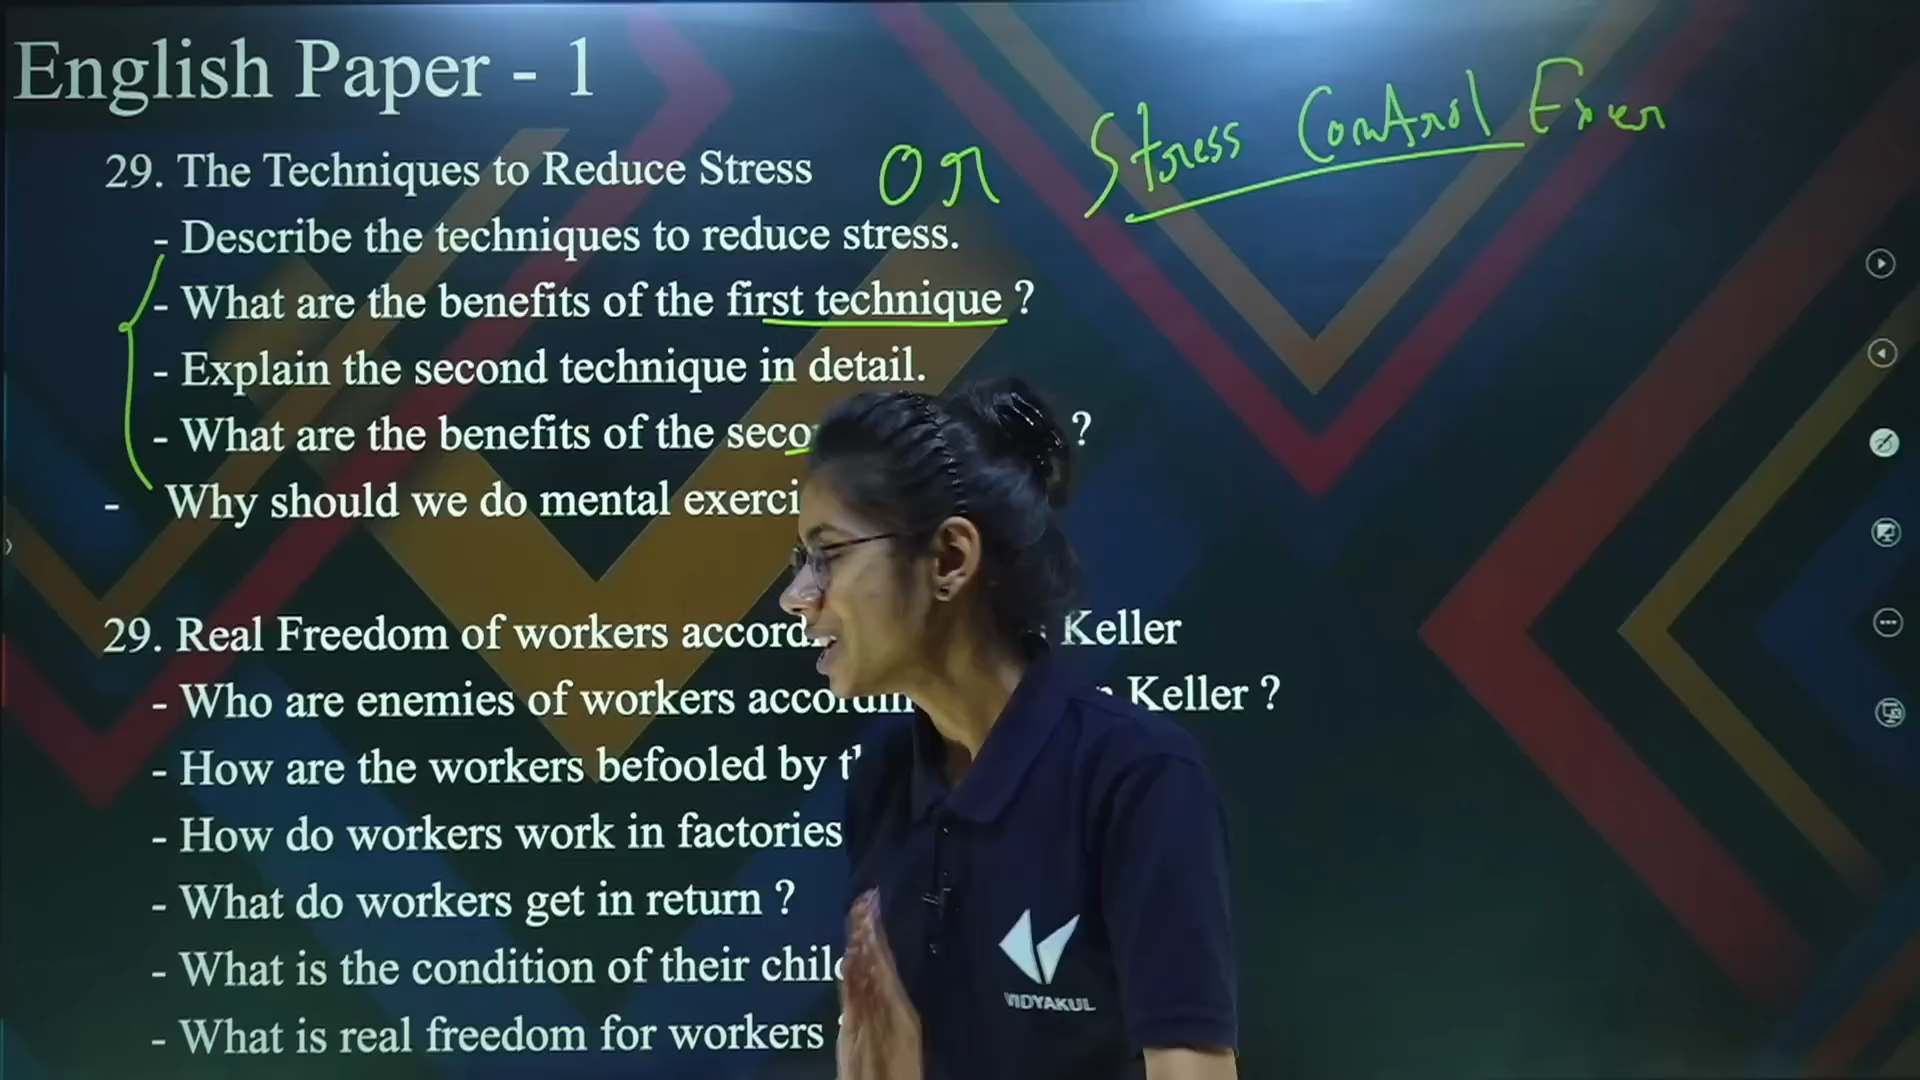 English Paper - 1
29. The Techniques to Reduce Stress or Stress Control Exer
- Describe the techniques to reduce stress.
- What are the benefits of the first technique ?
- Explain the second technique in detail.
- What are the benefits of the seco ?
- Why should we do mental exerci
29. Real Freedom of workers accord Keller
- Who are enemies of workers Keller ?
- How are the workers befooled by
- How do workers work in factories
- What do workers get in return ?
- What is the condition of their chil
- What is real freedom for workers
VIDYAKUL